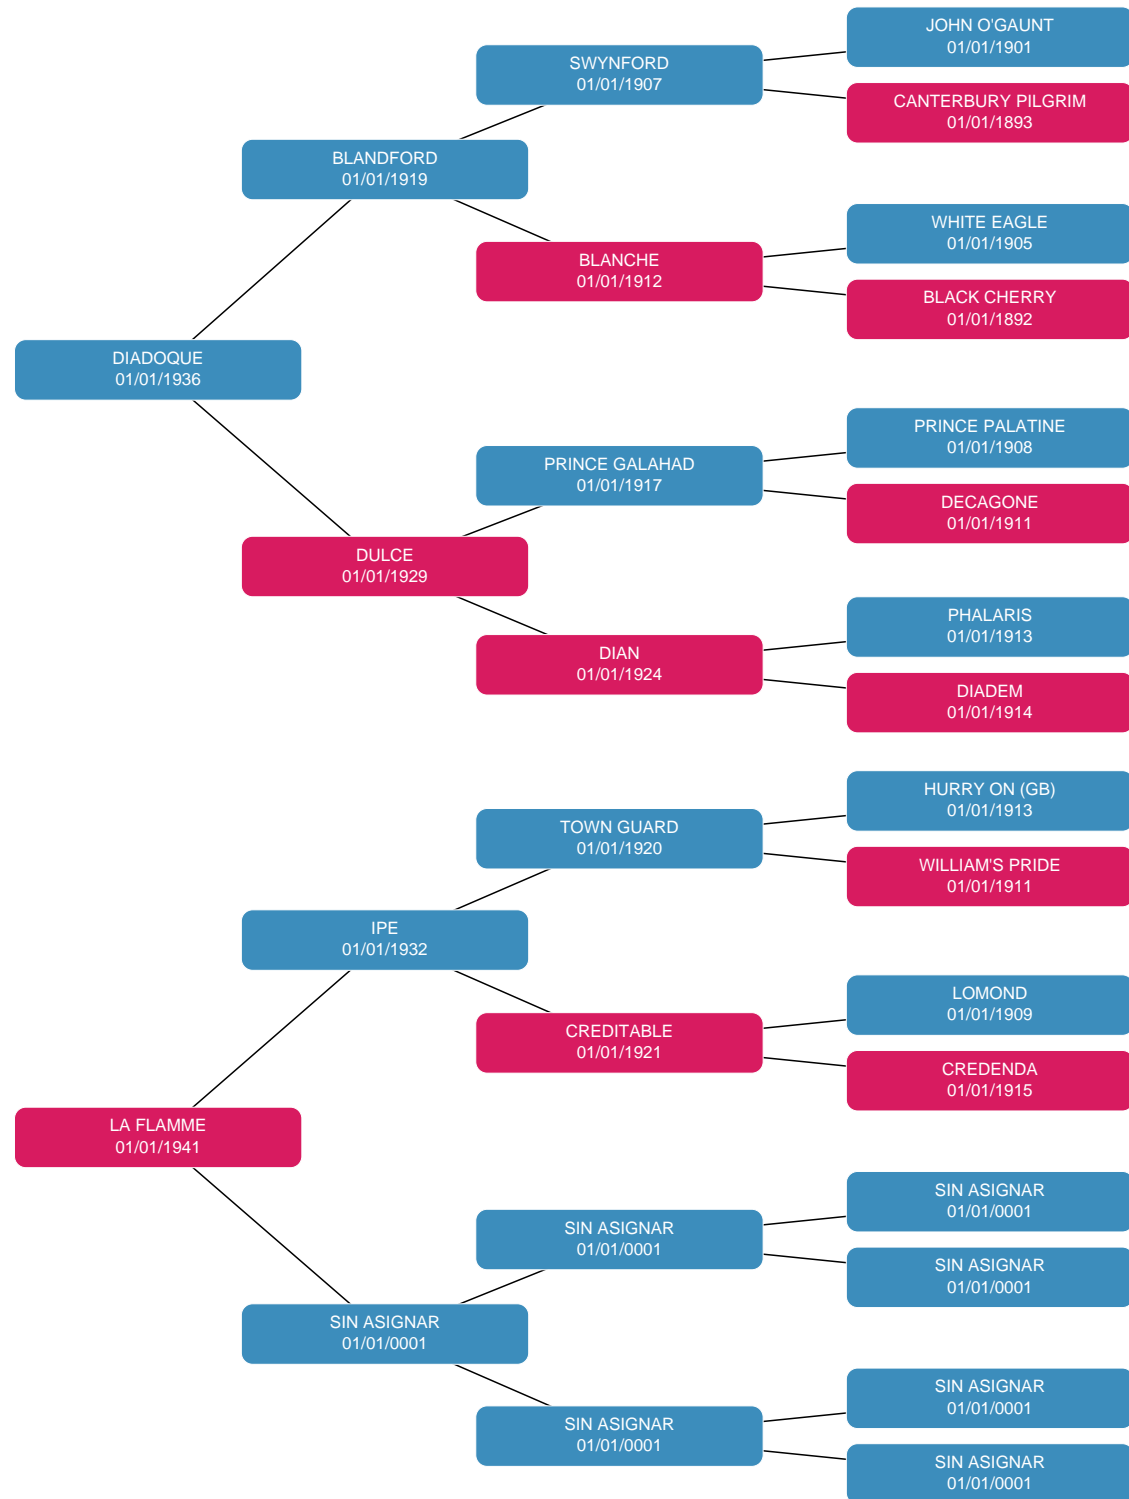 JOHN O'GAUNT
01/01/1901
SWYNFORD
01/01/1907
CANTERBURY PILGRIM
01/01/1893
BLANDFORD
01/01/1919
WHITE EAGLE
01/01/1905
BLANCHE
01/01/1912
BLACK CHERRY
01/01/1892
DIADOQUE
01/01/1936
PRINCE PALATINE
01/01/1908
PRINCE GALAHAD
01/01/1917
DECAGONE
01/01/1911
DULCE
01/01/1929
PHALARIS
01/01/1913
DIAN
01/01/1924
DIADEM
01/01/1914
HURRY ON (GB)
01/01/1913
TOWN GUARD
01/01/1920
WILLIAM'S PRIDE
01/01/1911
IPE
01/01/1932
LOMOND
01/01/1909
CREDITABLE
01/01/1921
CREDENDA
01/01/1915
LA FLAMME
01/01/1941
SIN ASIGNAR
01/01/0001
SIN ASIGNAR
01/01/0001
SIN ASIGNAR
01/01/0001
SIN ASIGNAR
01/01/0001
SIN ASIGNAR
01/01/0001
SIN ASIGNAR
01/01/0001
SIN ASIGNAR
01/01/0001